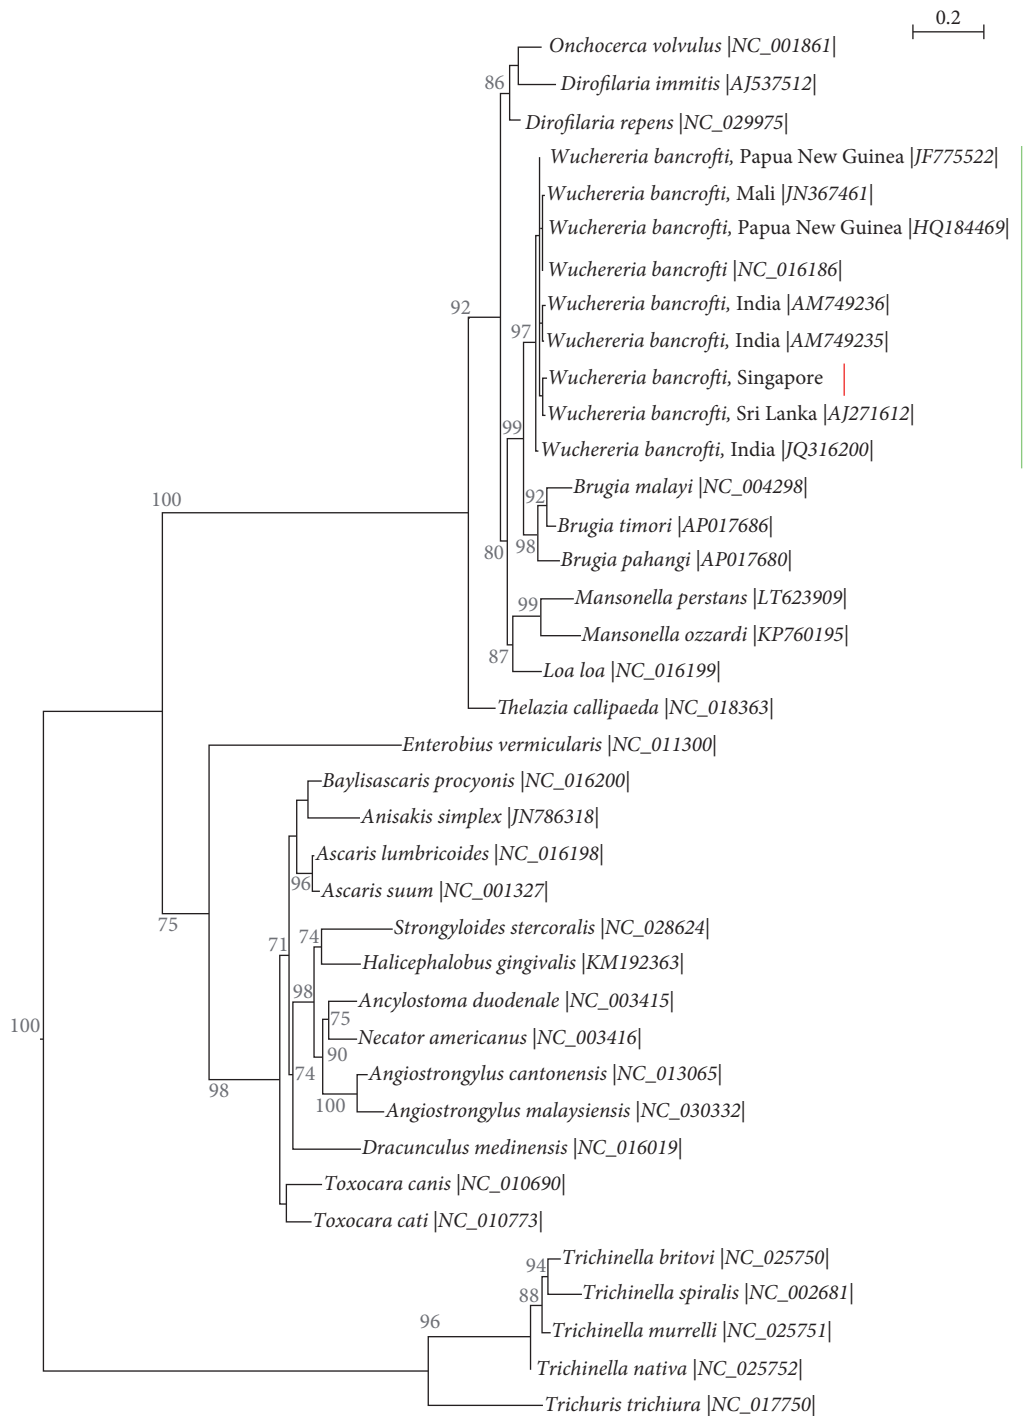 0.2
Onchocerca volvulus |NC_001861|
Dirofilaria immitis |AJ537512|
86
Dirofilaria repens |NC_029975|
Wuchereria bancrofti, Papua New Guinea |JF775522|
Wuchereria bancrofti, Mali |JN367461|
Wuchereria bancrofti, Papua New Guinea |HQ184469|
Wuchereria bancrofti |NC_016186|
Wuchereria bancrofti, India |AM749236|
92
97
Wuchereria bancrofti, India |AM749235|
Wuchereria bancrofti, Singapore
Wuchereria bancrofti, Sri Lanka |AJ271612|
99
Wuchereria bancrofti, India |JQ316200|
Brugia malayi |NC_004298|
92
100
Brugia timori |AP017686|
98
80
Brugia pahangi |AP017680|
Mansonella perstans |LT623909|
99
Mansonella ozzardi |KP760195|
87
Loa loa |NC_016199|
Thelazia callipaeda |NC_018363|
Enterobius vermicularis |NC_011300|
Baylisascaris procyonis |NC_016200|
Anisakis simplex |JN786318|
Ascaris lumbricoides |NC_016198|
96
Ascaris suum |NC_001327|
75
Strongyloides stercoralis |NC_028624|
74
71
Halicephalobus gingivalis |KM192363|
98
Ancylostoma duodenale |NC_003415|
75
100
Necator americanus |NC_003416|
90
74
Angiostrongylus cantonensis |NC_013065|
98
100
Angiostrongylus malaysiensis |NC_030332|
Dracunculus medinensis |NC_016019|
Toxocara canis |NC_010690|
Toxocara cati |NC_010773|
Trichinella britovi |NC_025750|
94
Trichinella spiralis |NC_002681|
88
96
Trichinella murrelli |NC_025751|
Trichinella nativa |NC_025752|
Trichuris trichiura |NC_017750|